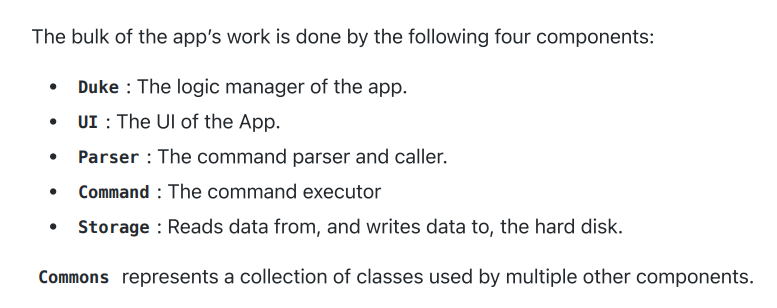 The bulk of the app’s work is done by the following four components:
• Duke : The logic manager of the app.
• UI : The UI of the App.
• Parser : The command parser and caller.
• Command : The command executor
• Storage : Reads data from, and writes data to, the hard disk.
Commons represents a collection of classes used by multiple other components.